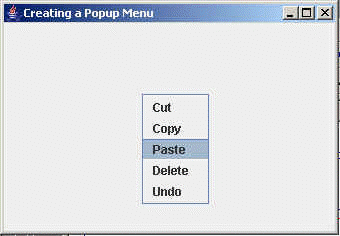 Creating a Popup Menu
Cut
Copy
Paste
Delete
Undo